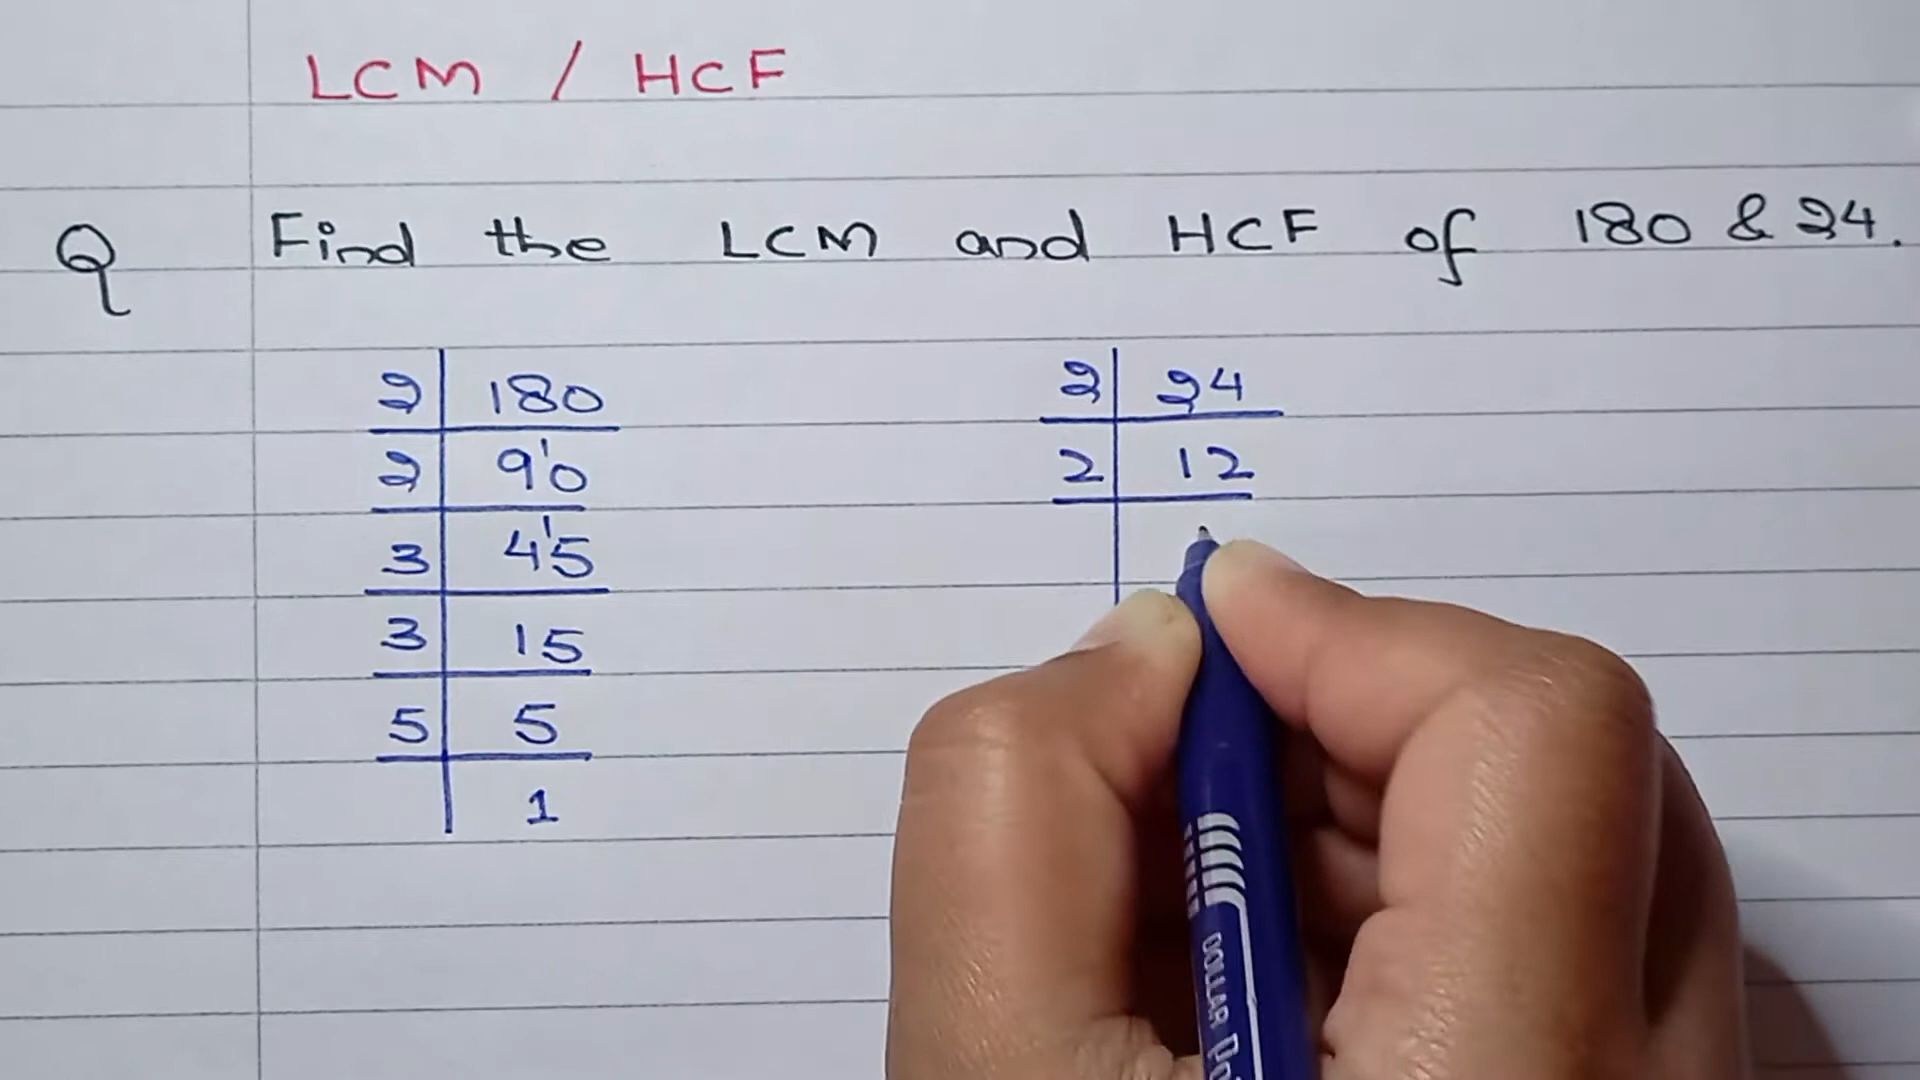 LCM / HCF
Q Find the LCM and HCF of 180 & 24.
2 180
2 90
3 45
3 15
5 5
1
2 24
2 12
DOLLAR